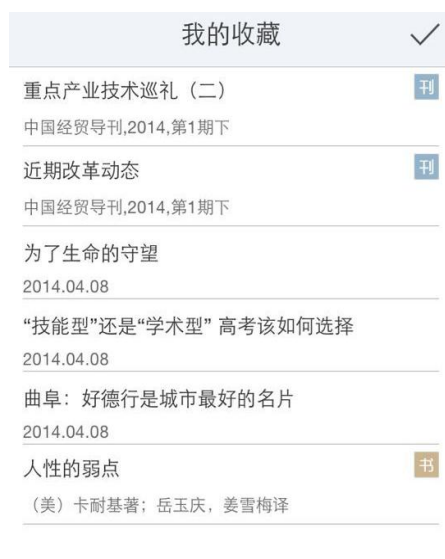 我的收藏
重点产业技术巡礼（二） 刊
中国经贸导刊,2014,第1期下
近期改革动态 刊
中国经贸导刊,2014,第1期下
为了生命的守望
2014.04.08
“技能型”还是“学术型” 高考该如何选择
2014.04.08
曲阜：好德行是城市最好的名片
2014.04.08
人性的弱点 书
（美）卡耐基著；岳玉庆，姜雪梅译